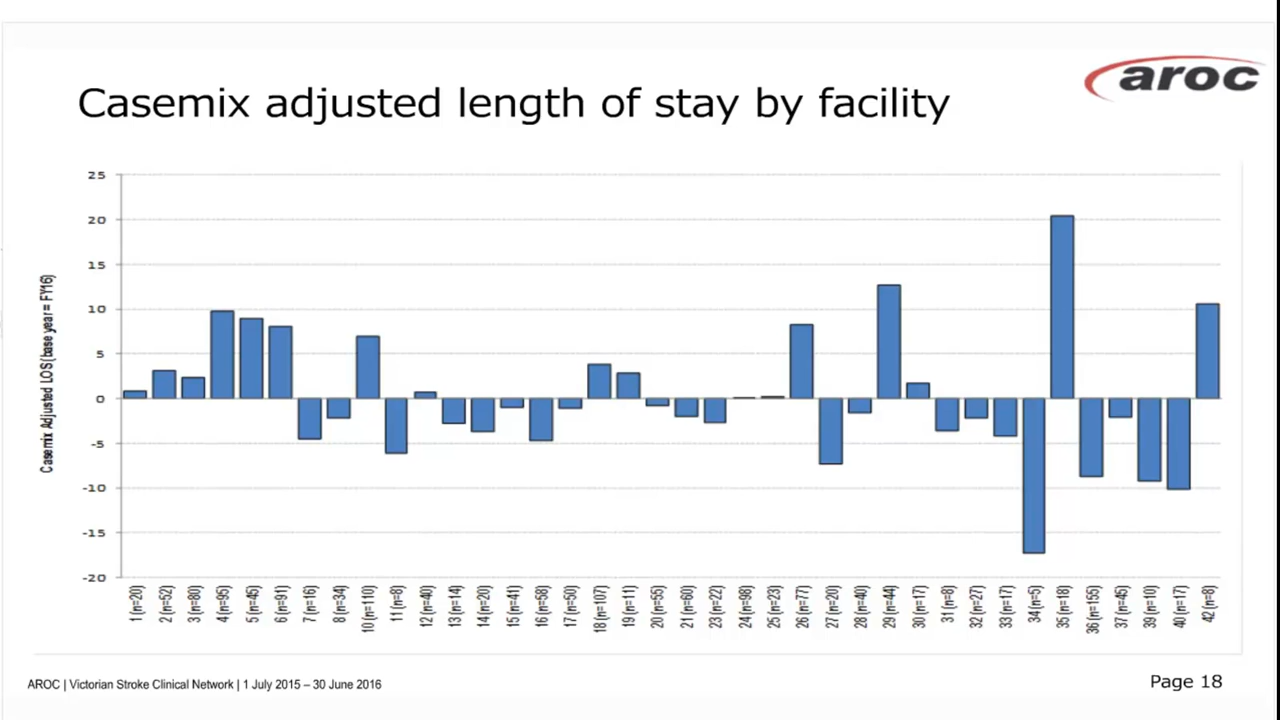 aroc
Casemix adjusted length of stay by facility
25
20
15
10
5
0
-5
-10
-15
-20
Casemix Adjusted LOS (base year = FY16)
1 (n=20)
2 (n=52)
3 (n=80)
4 (n=95)
5 (n=45)
6 (n=91)
7 (n=16)
8 (n=34)
10 (n=110)
11 (n=8)
12 (n=40)
13 (n=14)
14 (n=20)
15 (n=41)
16 (n=58)
17 (n=50)
18 (n=107)
19 (n=11)
20 (n=55)
21 (n=60)
23 (n=22)
24 (n=98)
25 (n=23)
26 (n=77)
27 (n=20)
28 (n=40)
29 (n=44)
30 (n=17)
31 (n=8)
32 (n=27)
33 (n=17)
34 (n=5)
35 (n=18)
36 (n=155)
37 (n=45)
39 (n=10)
40 (n=17)
42 (n=8)
AROC | Victorian Stroke Clinical Network | 1 July 2015 – 30 June 2016
Page 18